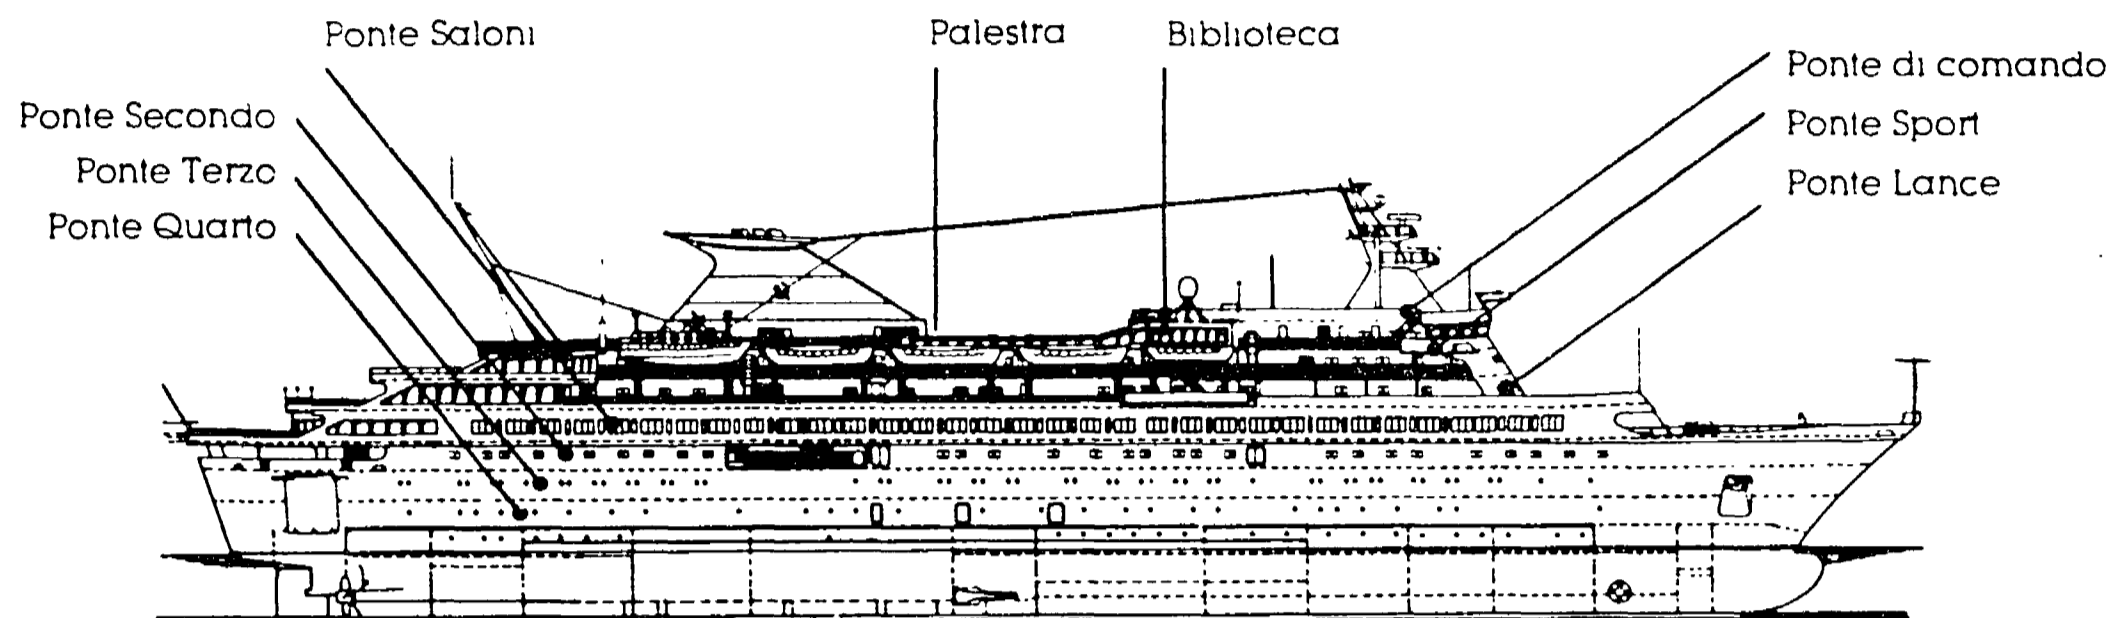 Ponte Saloni
Palestra
Biblioteca
Ponte di comando
Ponte Secondo
Ponte Sport
Ponte Terzo
Ponte Lance
Ponte Quarto